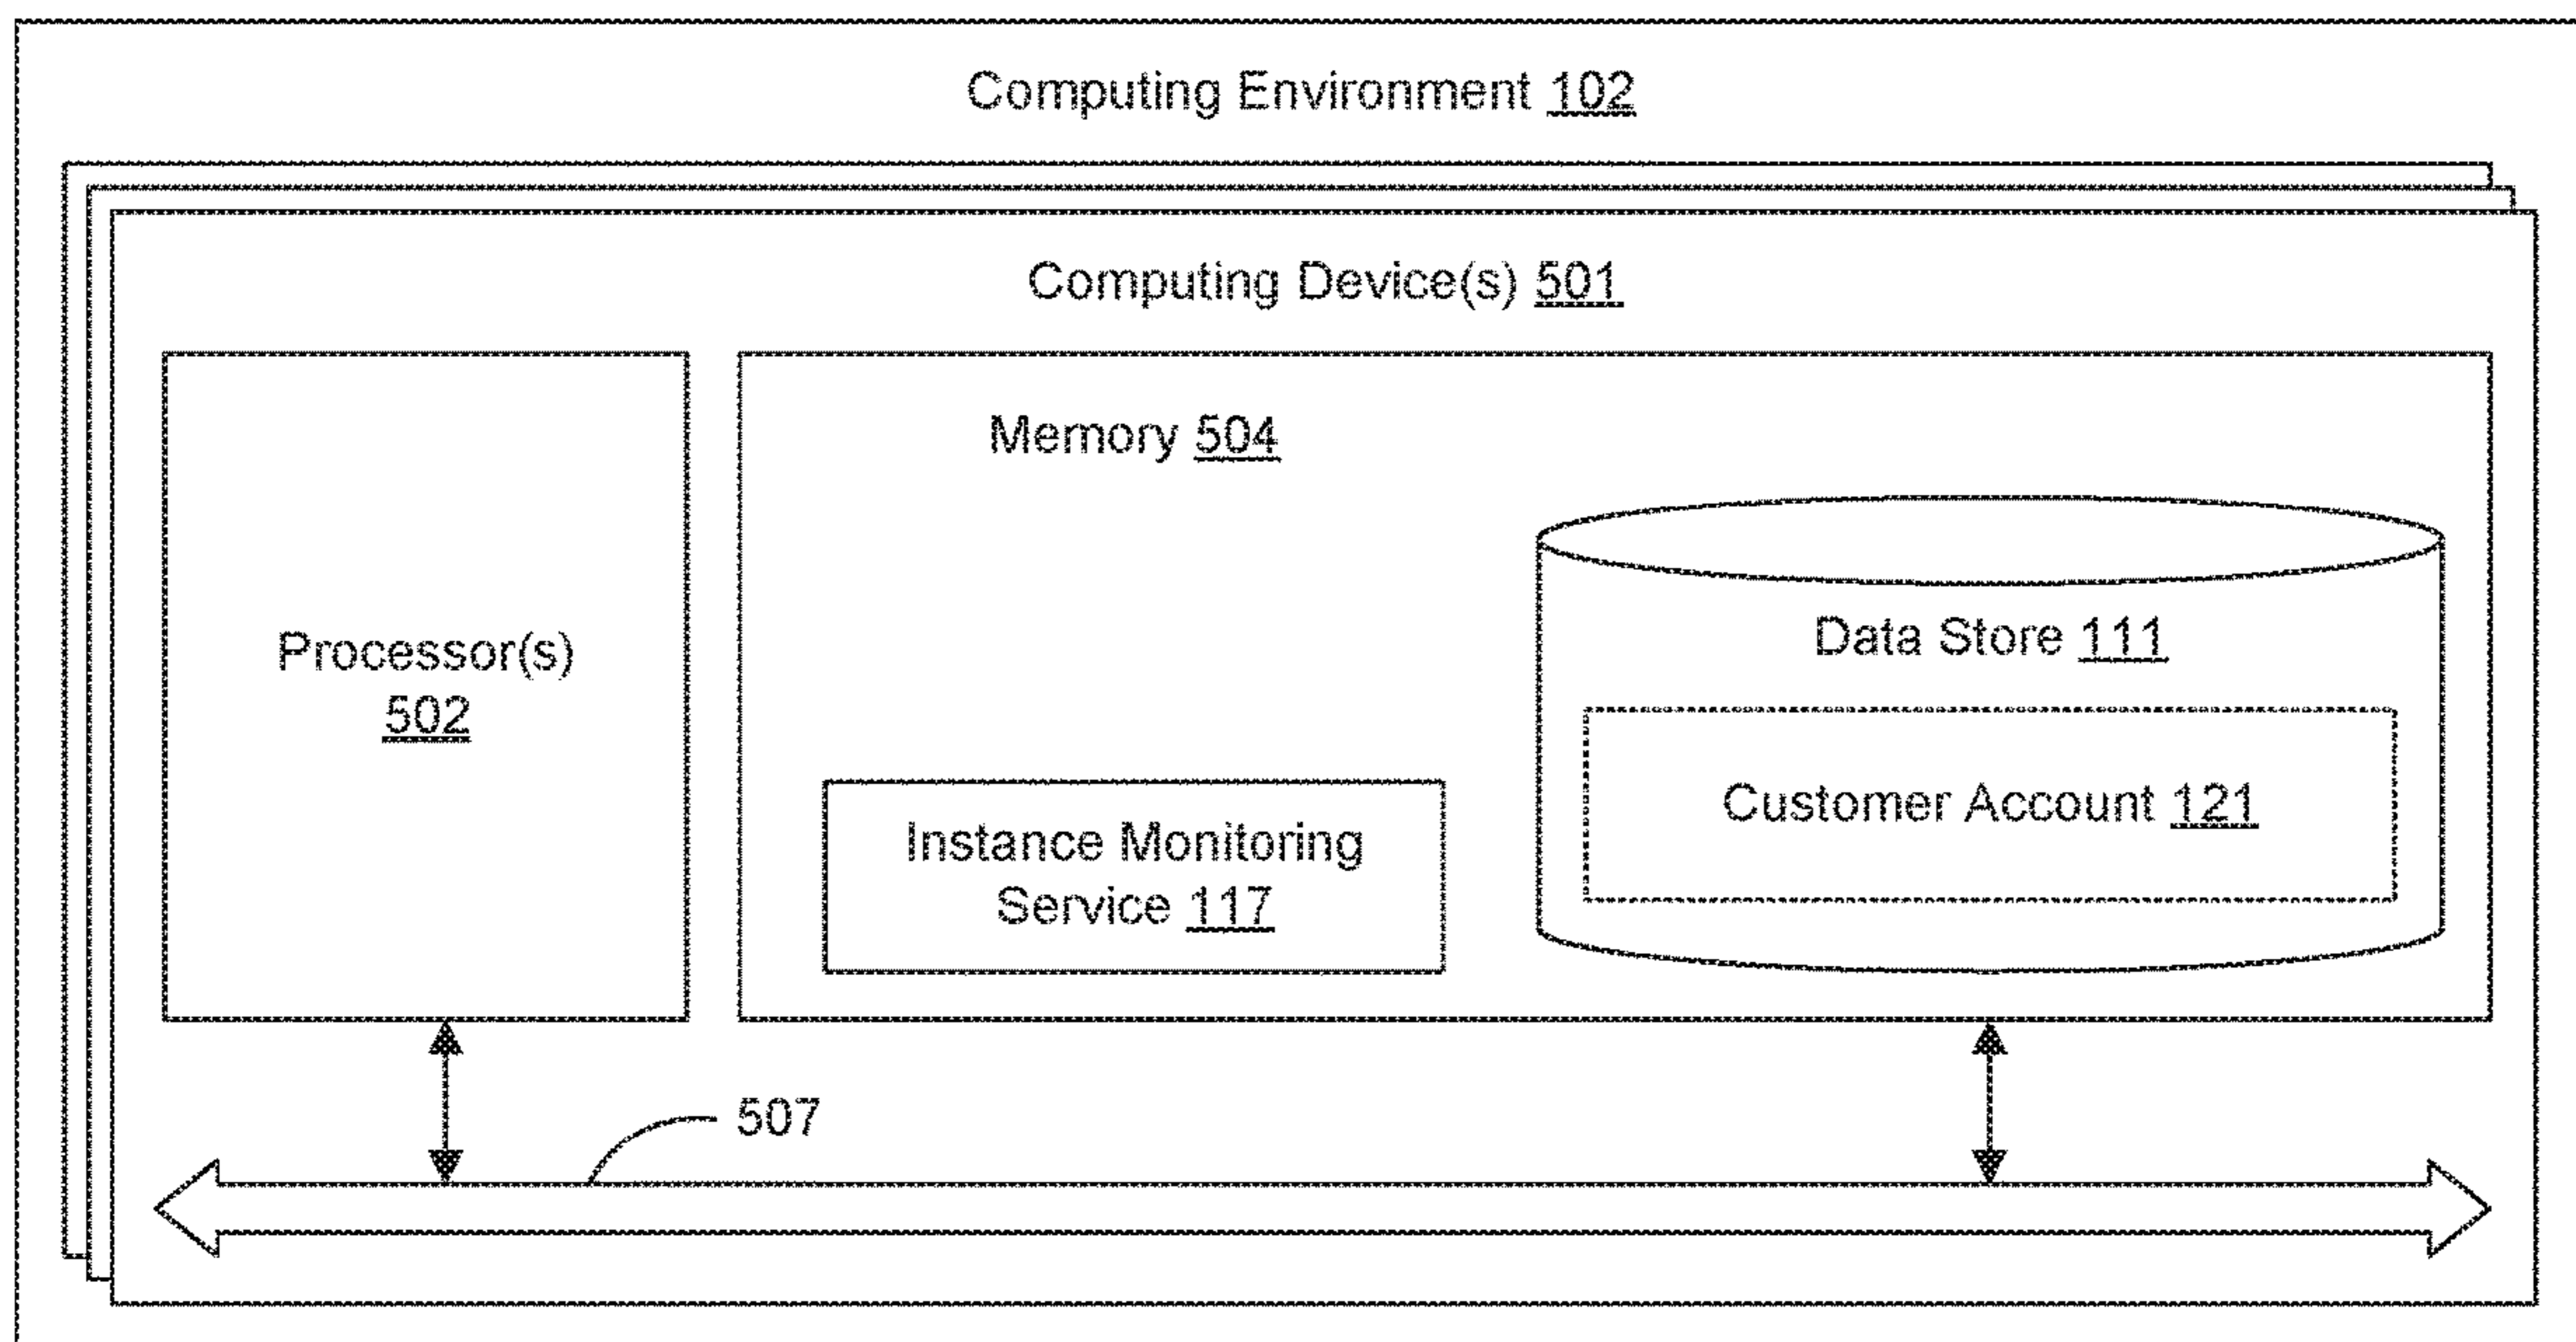 Computing Environment 102
Computing Device(s) 501
Memory 504
Processor(s)
502
Data Store 111
Customer Account 121
Instance Monitoring
Service 117
507